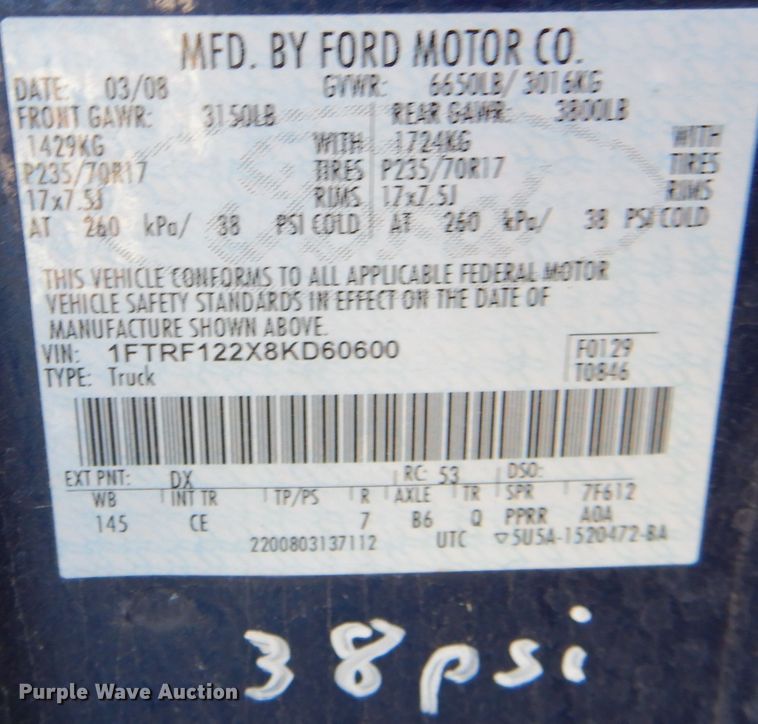 MFD. BY FORD MOTOR CO.
DATE: 03/08 GVWR: 6650LB/ 3016KG
FRONT GAWR: 3150LB REAR GAWR: 3800LB
1429KG WITH 1724KG WITH
P235/70R17 TIRES P235/70R17 TIRES
17x7.5J RIMS 17x7.5J RIMS
AT 260 kPa/ 38 PSI COLD AT 260 kPa/ 38 PSI COLD
THIS VEHICLE CONFORMS TO ALL APPLICABLE FEDERAL MOTOR
VEHICLE SAFETY STANDARDS IN EFFECT ON THE DATE OF
MANUFACTURE SHOWN ABOVE.
VIN: 1FTRF122X8KD60600 F0129
TYPE: Truck T0846
EXT PNT: DX RC: 53 DSO:
WB INT TR TP/PS R AXLE TR SPR 7F612
145 CE 7 B6 Q PPRR A0A
2200803137112 UTC ▽5U5A-1520472-BA
38psi
Purple Wave Auction